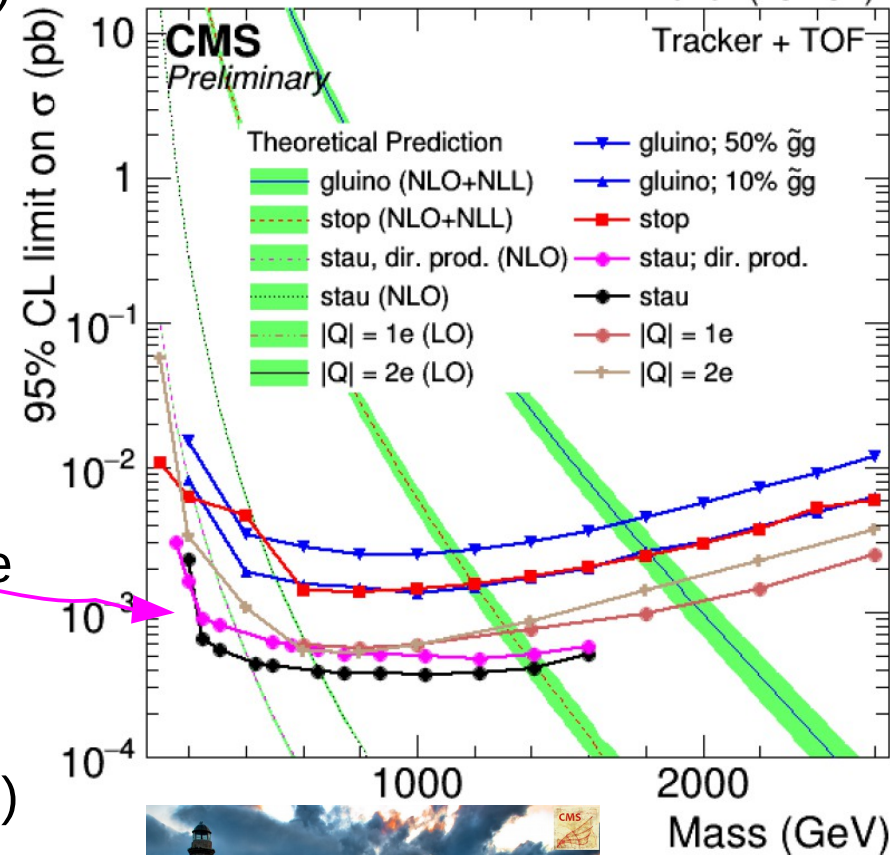 )
95% CL limit on σ (pb)
10
1
10⁻¹
10⁻²
10⁻³
10⁻⁴
CMS
Preliminary
Tracker + TOF
Theoretical Prediction
gluino (NLO+NLL)
stop (NLO+NLL)
stau, dir. prod. (NLO)
stau (NLO)
|Q| = 1e (LO)
|Q| = 2e (LO)
gluino; 50% g̃g
gluino; 10% g̃g
stop
stau; dir. prod.
stau
|Q| = 1e
|Q| = 2e
e
)
1000
2000
Mass (GeV)
CMS